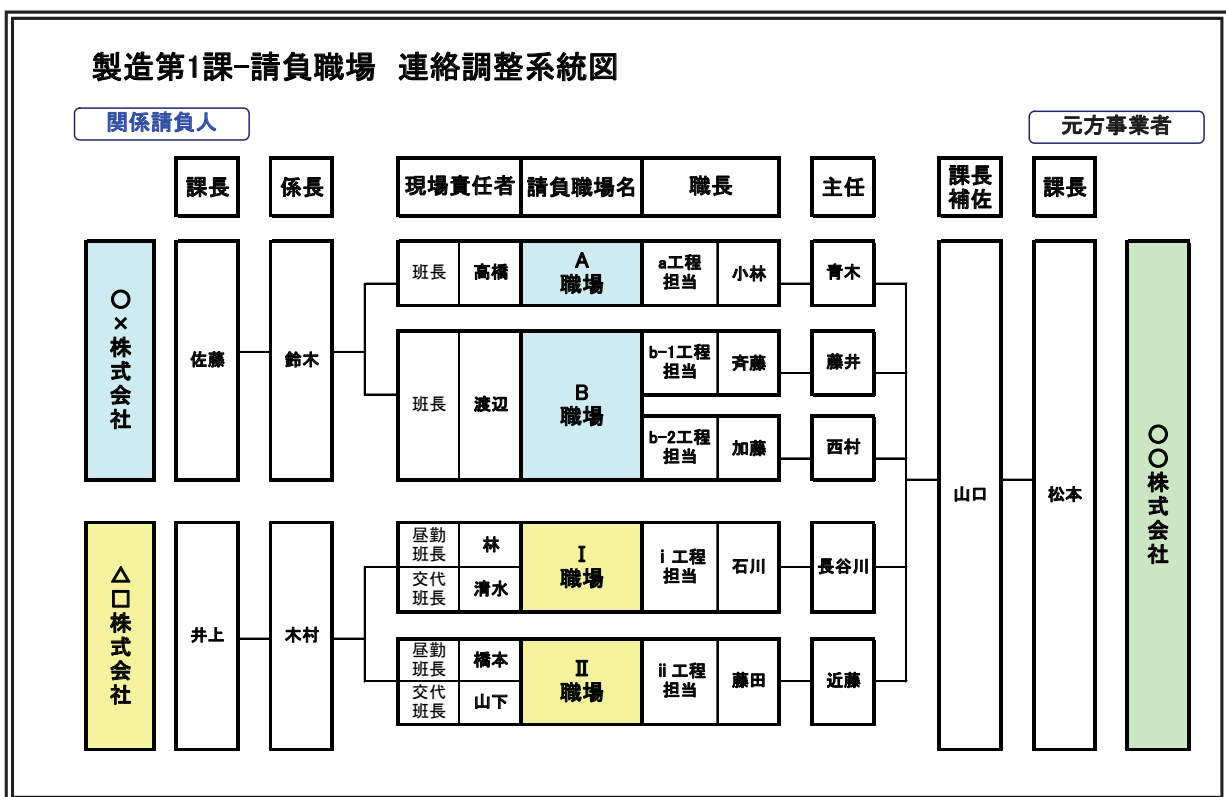 製造第1課-請負職場 連絡調整系統図
関係請負人
元方事業者
課長
係長
現場責任者
請負職場名
職長
主任
課長
補佐
課長
○×株式会社
佐藤
鈴木
班長
高橋
A
職場
a工程
担当
小林
青木
班長
渡辺
B
職場
b-1工程
担当
斉藤
藤井
b-2工程
担当
加藤
西村
△□株式会社
井上
木村
昼勤
班長
林
交代
班長
清水
Ⅰ
職場
ⅰ工程
担当
石川
長谷川
昼勤
班長
橋本
交代
班長
山下
Ⅱ
職場
ⅱ工程
担当
藤田
近藤
山口
松本
○○株式会社